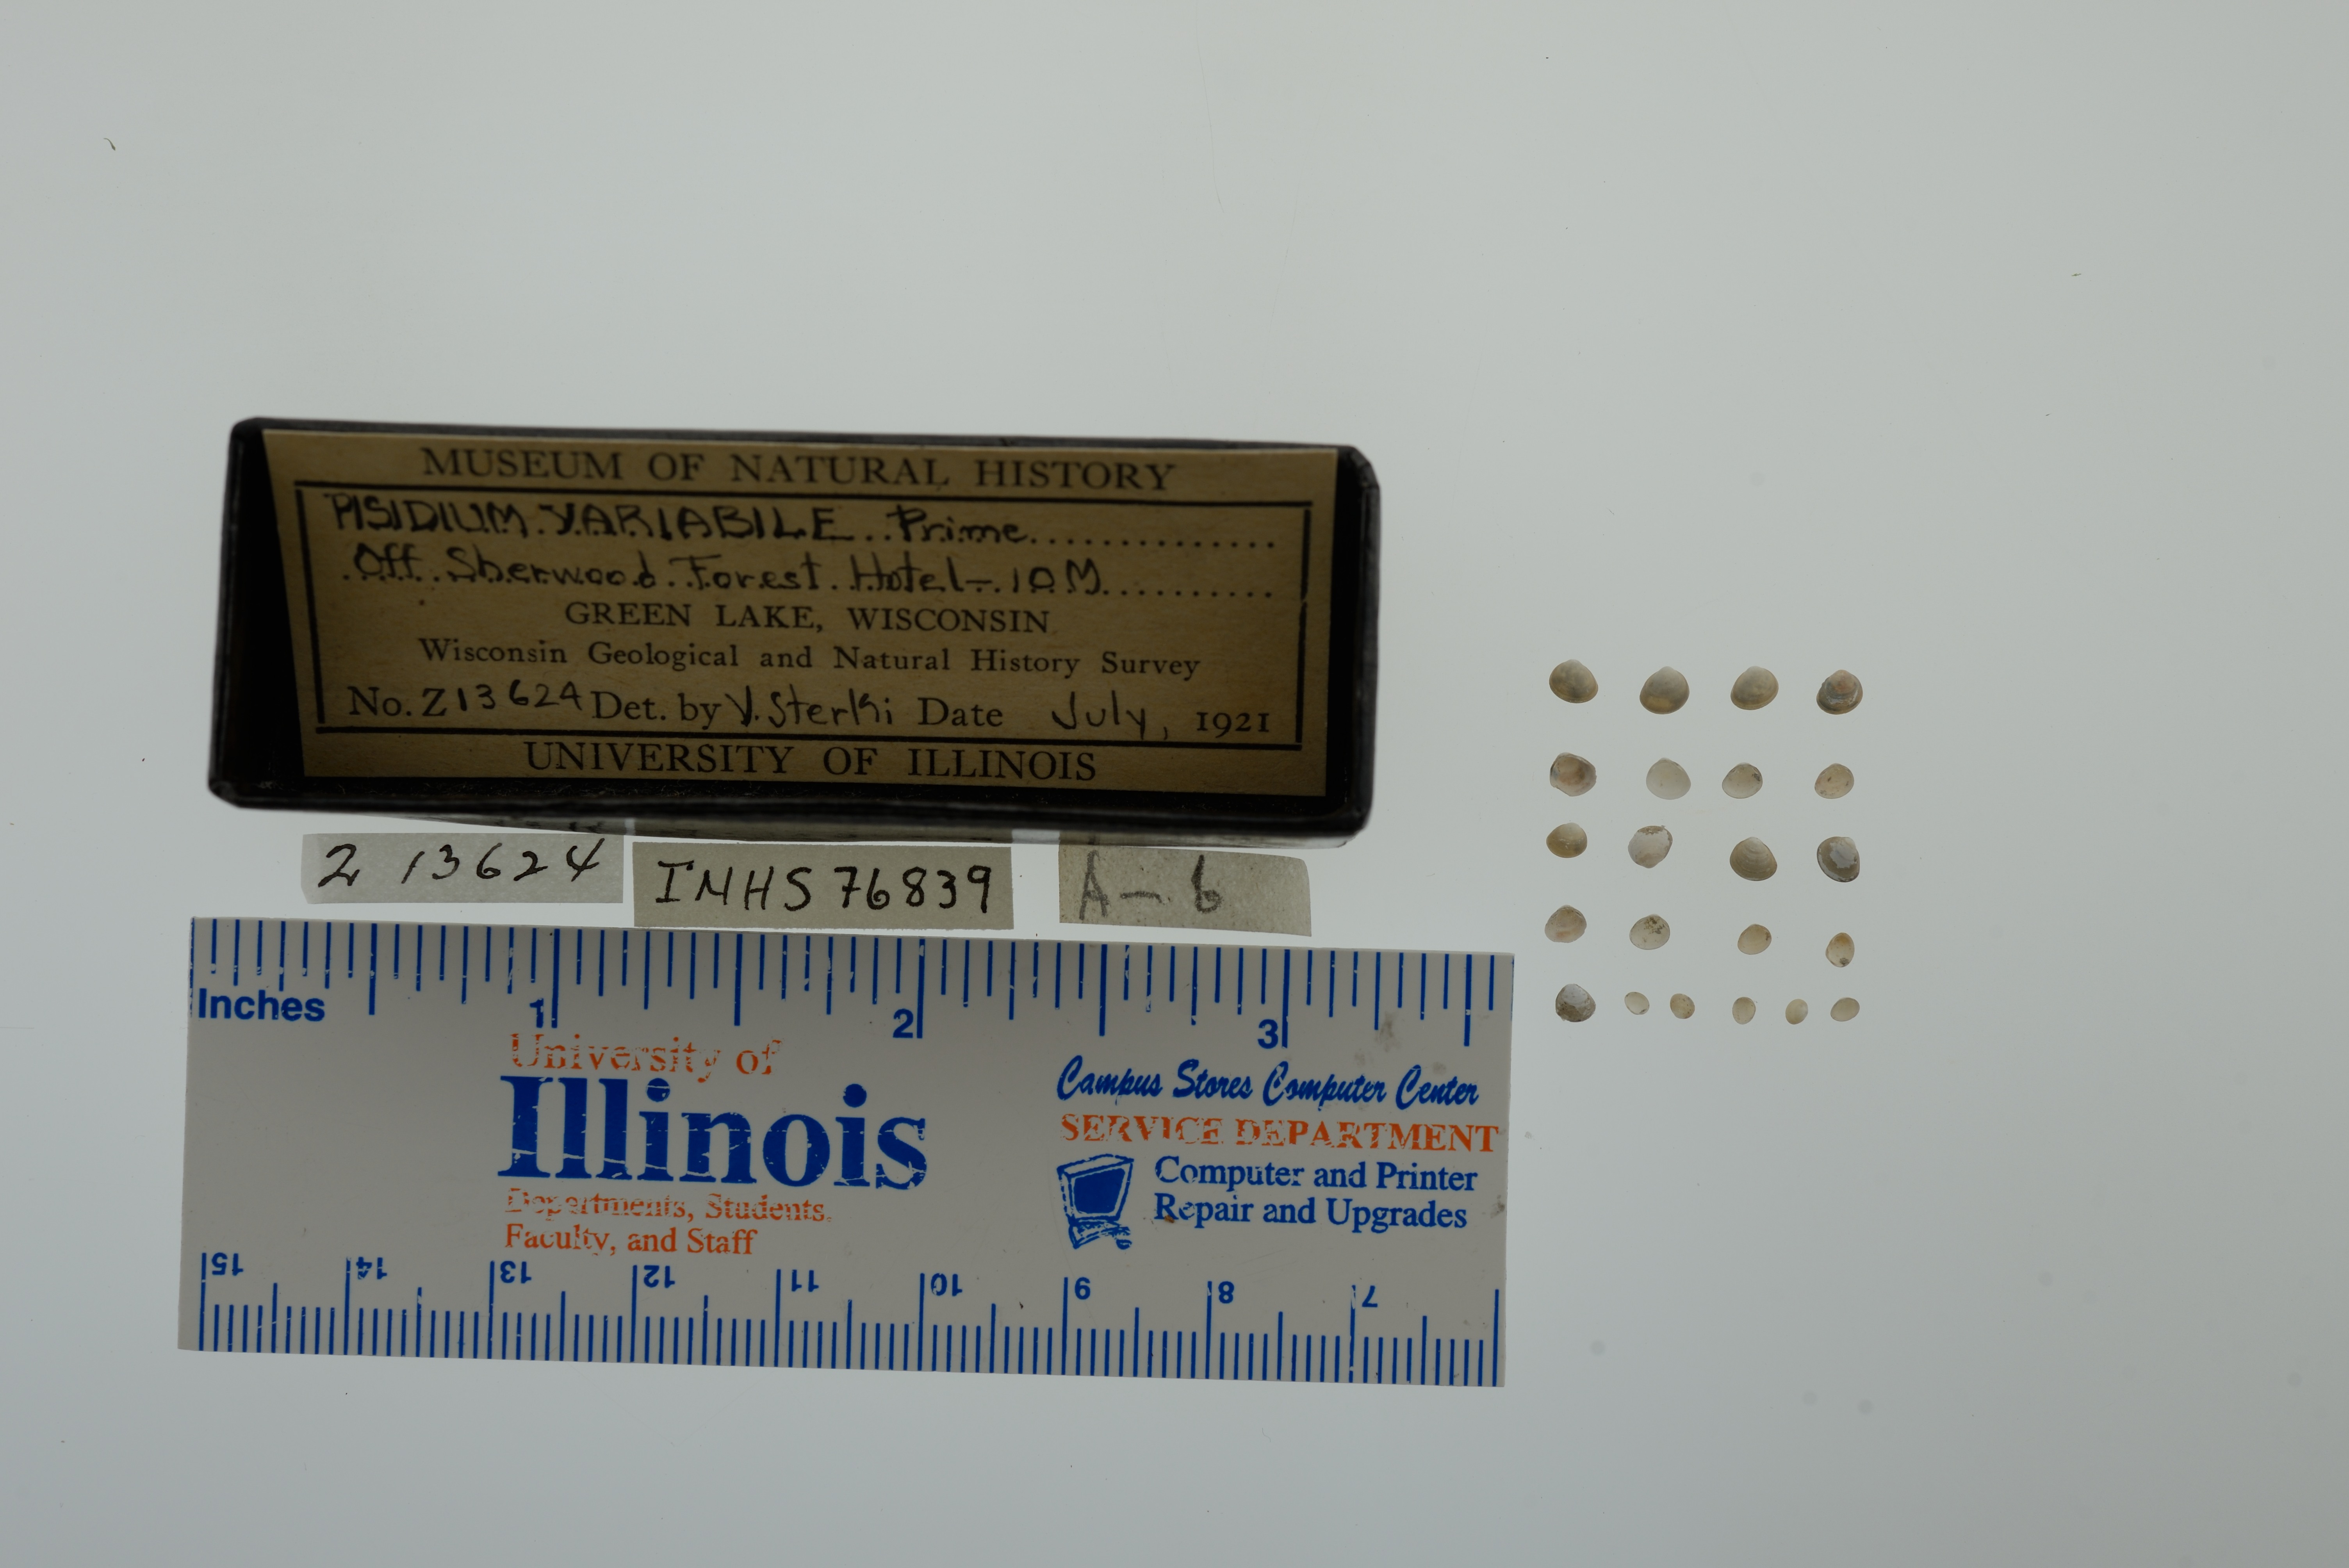 MUSEUM OF NATURAL HISTORY
PISIDIUM VARIABILE Prime
Off Sherwood Forest Hotel - 10 M
GREEN LAKE, WISCONSIN
Wisconsin Geological and Natural History Survey
No. Z13624 Det. by V. Sterki Date July, 1921
UNIVERSITY OF ILLINOIS
Z 13624
INHS 76839
A - 6
Inches 1 2 3
University of
Illinois
Departments, Students,
Faculty, and Staff
Campus Stores Computer Center
SERVICE DEPARTMENT
Computer and Printer
Repair and Upgrades
15 14 13 12 11 10 9 8 7